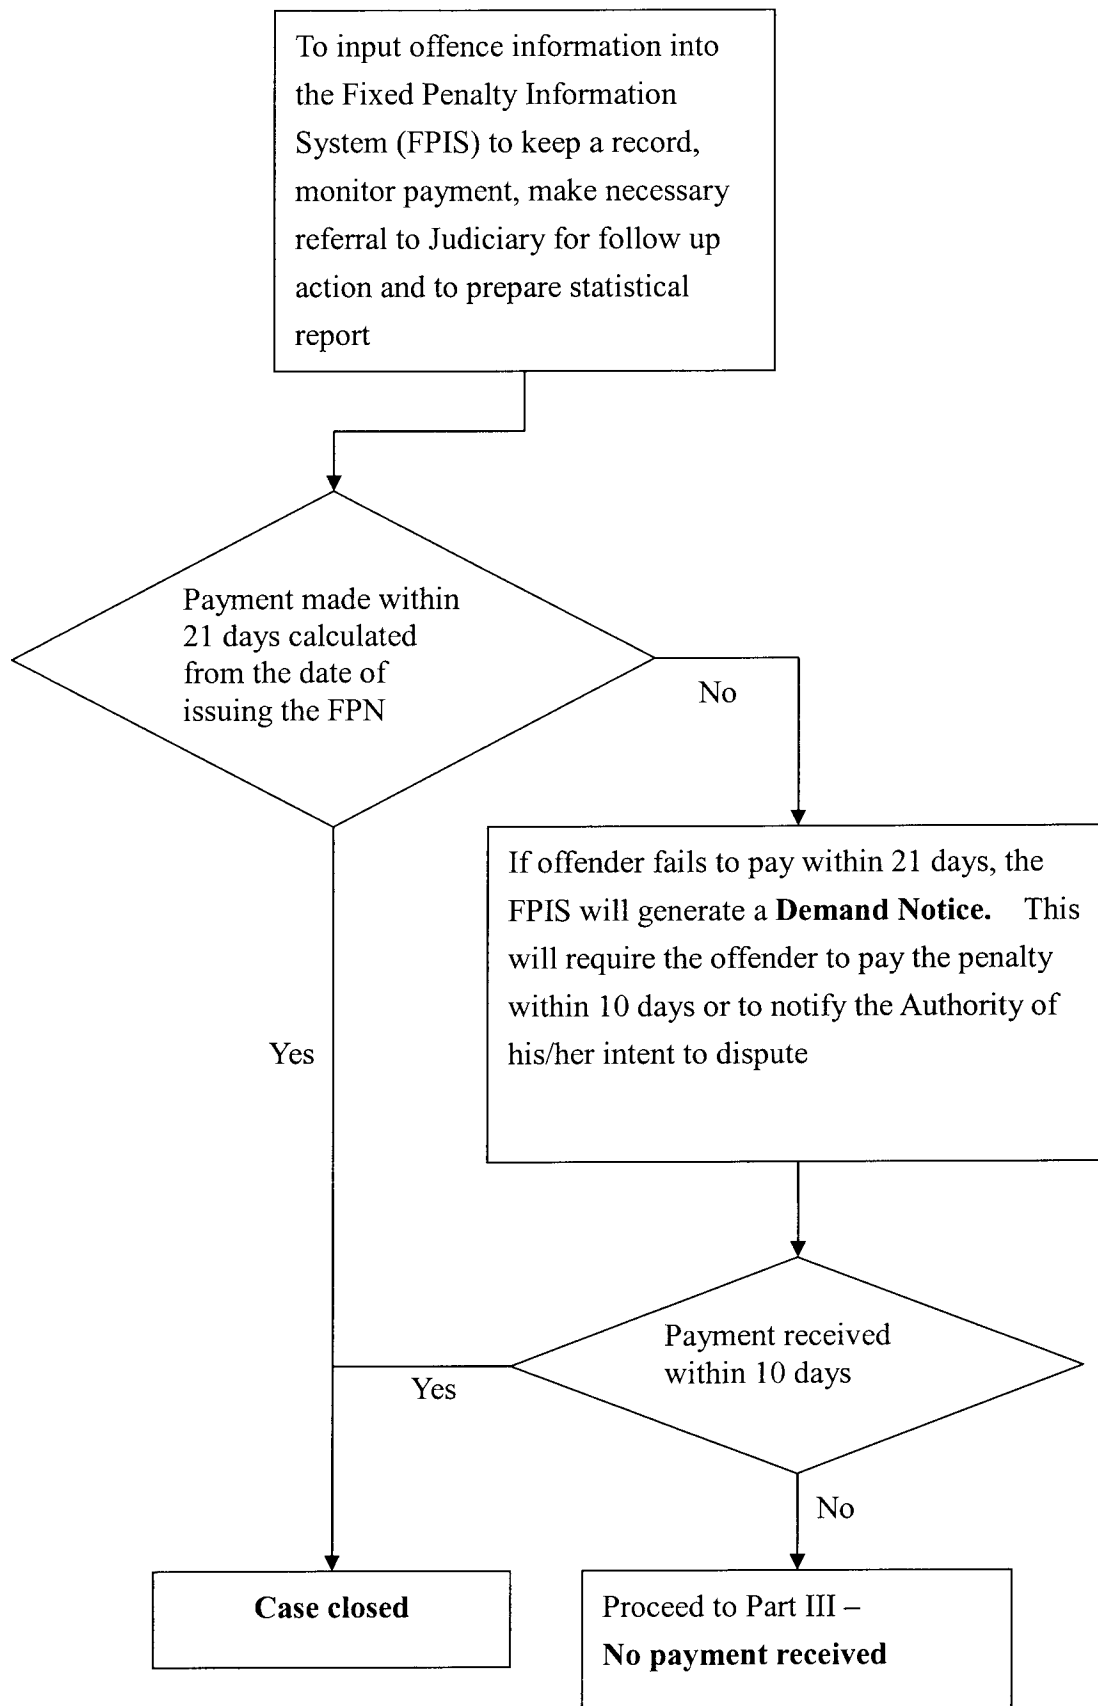 To input offence information into
the Fixed Penalty Information
System (FPIS) to keep a record,
monitor payment, make necessary
referral to Judiciary for follow up
action and to prepare statistical
report
Payment made within
21 days calculated
from the date of
issuing the FPN
No
If offender fails to pay within 21 days, the
FPIS will generate a Demand Notice. This
will require the offender to pay the penalty
within 10 days or to notify the Authority of
his/her intent to dispute
Yes
Payment received
within 10 days
Yes
No
Case closed
Proceed to Part III –
No payment received